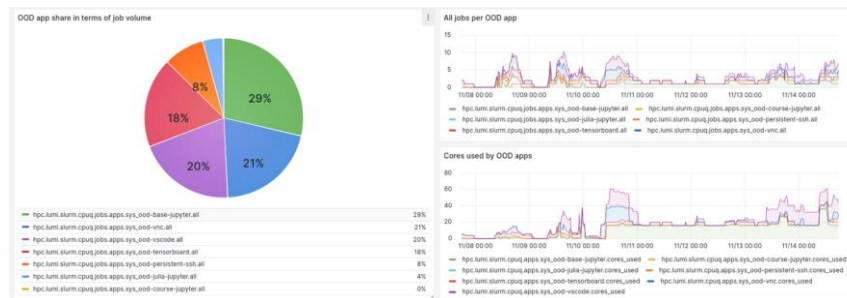 OOD app share in terms of job volume
29%
21%
20%
18%
8%
hpc.lumi.slurm.cpuq.jobs.apps.sys_ood-base-jupyter.all 29%
hpc.lumi.slurm.cpuq.jobs.apps.sys_ood-vnc.all 21%
hpc.lumi.slurm.cpuq.jobs.apps.sys_ood-vscode.all 20%
hpc.lumi.slurm.cpuq.jobs.apps.sys_ood-tensorboard.all 18%
hpc.lumi.slurm.cpuq.jobs.apps.sys_ood-persistent-ssh.all 8%
hpc.lumi.slurm.cpuq.jobs.apps.sys_ood-julia-jupyter.all 4%
hpc.lumi.slurm.cpuq.jobs.apps.sys_ood-course-jupyter.all 0%
All jobs per OOD app
15
10
5
0
11/08 00:00 11/09 00:00 11/10 00:00 11/11 00:00 11/12 00:00 11/13 00:00 11/14 00:00
hpc.lumi.slurm.cpuq.jobs.apps.sys_ood-base-jupyter.all hpc.lumi.slurm.cpuq.jobs.apps.sys_ood-course-jupyter.all
hpc.lumi.slurm.cpuq.jobs.apps.sys_ood-julia-jupyter.all hpc.lumi.slurm.cpuq.jobs.apps.sys_ood-persistent-ssh.all
hpc.lumi.slurm.cpuq.jobs.apps.sys_ood-tensorboard.all hpc.lumi.slurm.cpuq.jobs.apps.sys_ood-vnc.all
Cores used by OOD apps
80
60
40
20
0
11/08 00:00 11/09 00:00 11/10 00:00 11/11 00:00 11/12 00:00 11/13 00:00 11/14 00:00
hpc.lumi.slurm.cpuq.apps.sys_ood-base-jupyter.cores_used hpc.lumi.slurm.cpuq.apps.sys_ood-course-jupyter.cores_used
hpc.lumi.slurm.cpuq.apps.sys_ood-julia-jupyter.cores_used hpc.lumi.slurm.cpuq.apps.sys_ood-persistent-ssh.cores_used
hpc.lumi.slurm.cpuq.apps.sys_ood-tensorboard.cores_used hpc.lumi.slurm.cpuq.apps.sys_ood-vnc.cores_used
hpc.lumi.slurm.cpuq.apps.sys_ood-vscode.cores_used